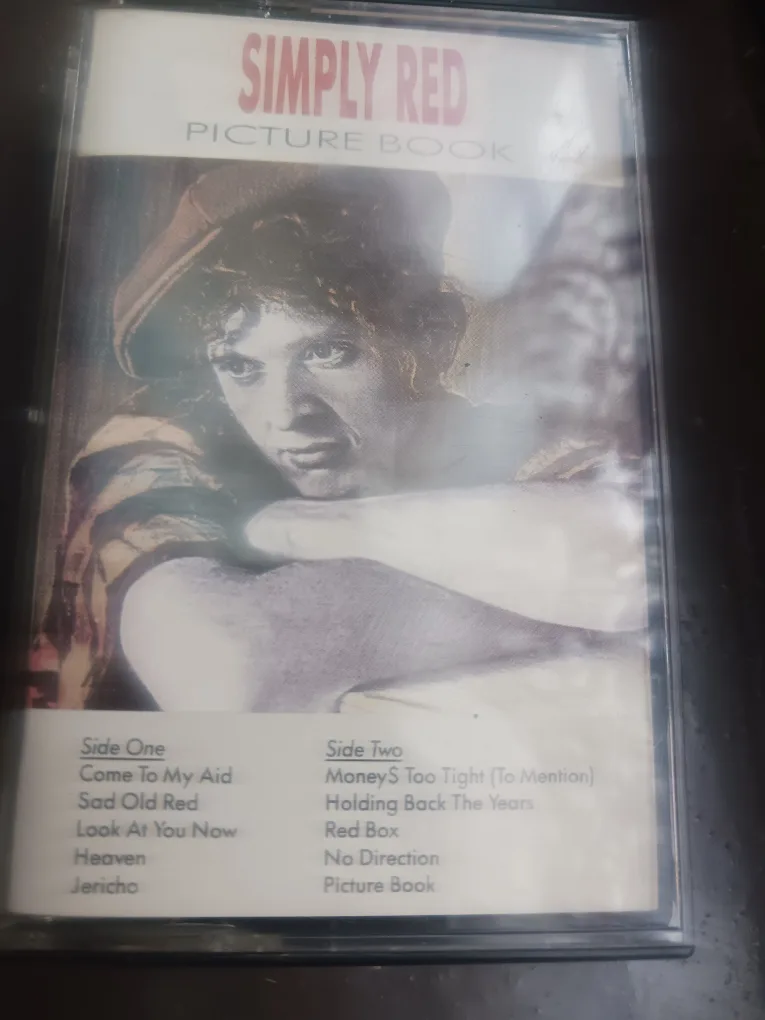 SIMPLY RED
PICTURE BOOK
Side One
Come To My Aid
Sad Old Red
Look At You Now
Heaven
Jericho
Side Two
Money$ Too Tight (To Mention)
Holding Back The Years
Red Box
No Direction
Picture Book